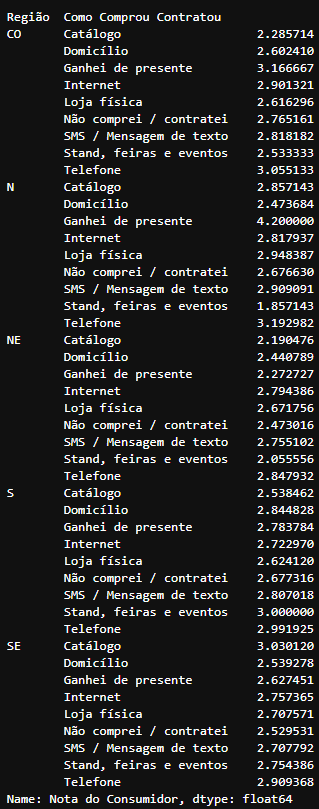 Região  Como Comprou Contratou
CO      Catálogo                  2.285714
        Domicílio                 2.602410
        Ganhei de presente        3.166667
        Internet                  2.901321
        Loja física               2.616296
        Não comprei / contratei   2.765161
        SMS / Mensagem de texto   2.818182
        Stand, feiras e eventos   2.533333
        Telefone                  3.055133
N       Catálogo                  2.857143
        Domicílio                 2.473684
        Ganhei de presente        4.200000
        Internet                  2.817937
        Loja física               2.948387
        Não comprei / contratei   2.676630
        SMS / Mensagem de texto   2.909091
        Stand, feiras e eventos   1.857143
        Telefone                  3.192982
NE      Catálogo                  2.190476
        Domicílio                 2.440789
        Ganhei de presente        2.272727
        Internet                  2.794386
        Loja física               2.671756
        Não comprei / contratei   2.473016
        SMS / Mensagem de texto   2.755102
        Stand, feiras e eventos   2.055556
        Telefone                  2.847932
S       Catálogo                  2.538462
        Domicílio                 2.844828
        Ganhei de presente        2.783784
        Internet                  2.722970
        Loja física               2.624120
        Não comprei / contratei   2.677316
        SMS / Mensagem de texto   2.807018
        Stand, feiras e eventos   3.000000
        Telefone                  2.991925
SE      Catálogo                  3.030120
        Domicílio                 2.539278
        Ganhei de presente        2.627451
        Internet                  2.757365
        Loja física               2.707571
        Não comprei / contratei   2.529531
        SMS / Mensagem de texto   2.707792
        Stand, feiras e eventos   2.754386
        Telefone                  2.909368
Name: Nota do Consumidor, dtype: float64